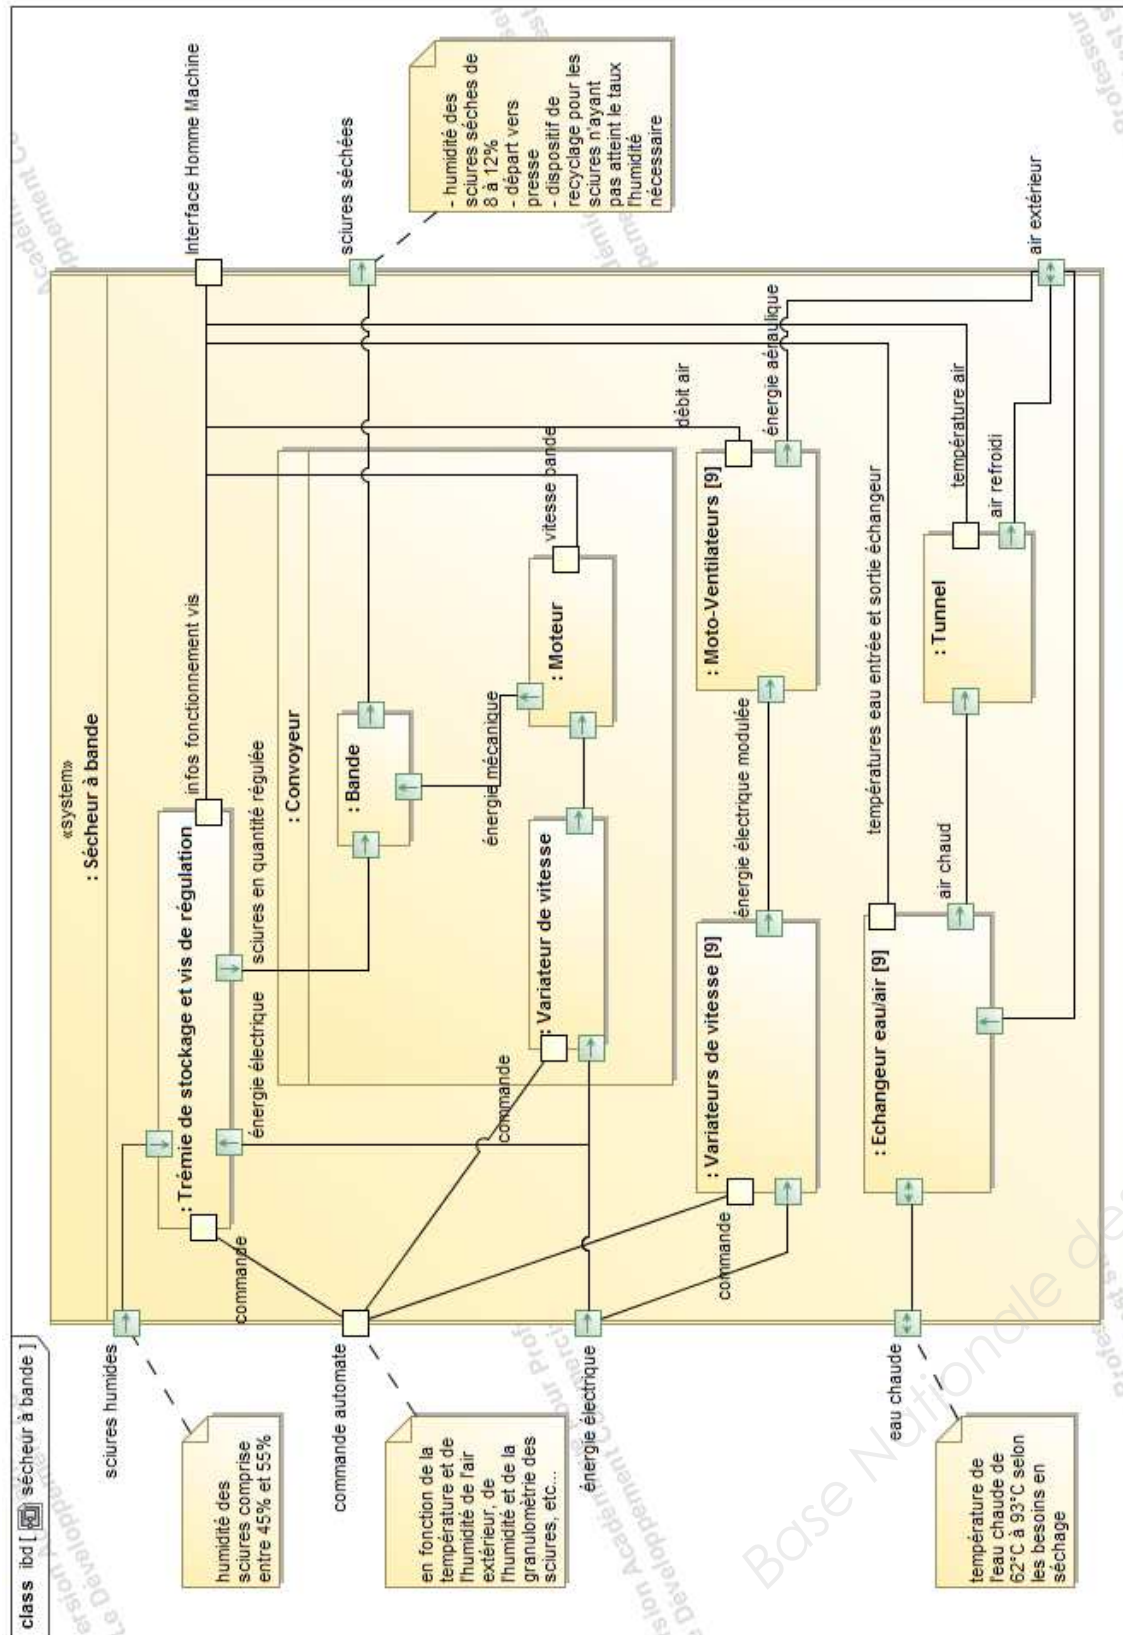 class ibd [ sécheur à bande ]
«system»
: Sécheur à bande
sciures humides
humidité des
sciures comprise
entre 45% et 55%
commande automate
en fonction de la
température et de
l'humidité de l'air
extérieur, de
l'humidité et de la
granulomètrie des
sciures, etc...
énergie électrique
eau chaude
température de
l'eau chaude de
62°C à 93°C selon
les besoins en
séchage
: Trémie de stockage et vis de régulation
commande
énergie électrique
sciures en quantité régulée
infos fonctionnement vis
: Convoyeur
: Bande
énergie mécanique
: Variateur de vitesse
commande
: Moteur
vitesse bande
: Variateurs de vitesse [9]
commande
énergie électrique modulée
: Moto-Ventilateurs [9]
débit air
énergie aéraulique
: Echangeur eau/air [9]
températures eau entrée et sortie échangeur
air chaud
: Tunnel
température air
air refroidi
Interface Homme Machine
sciures séchées
- humidité des
sciures séches de
8 à 12%
- départ vers
presse
- dispositif de
recyclage pour les
sciures n'ayant
pas atteint le taux
l'humidité
nécessaire
air extérieur
Base Nationale de